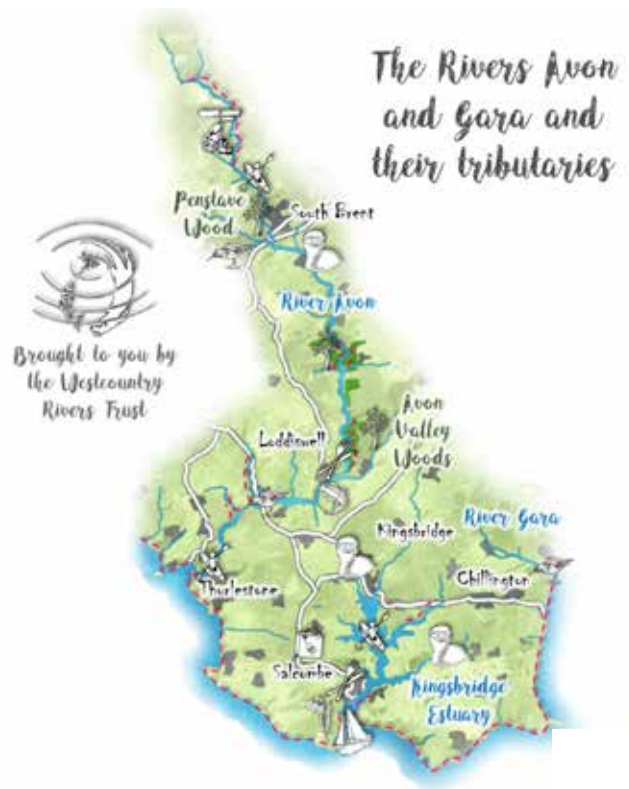 The Rivers Avon
and Gara and
their tributaries
Penstave
Wood
South Brent
River Avon
Brought to you by
the Westcountry
Rivers Trust
Avon
Valley
Woods
Loddiswell
Kingsbridge
River Gara
Chillington
Thurlestone
Salcombe
Kingsbridge
Estuary